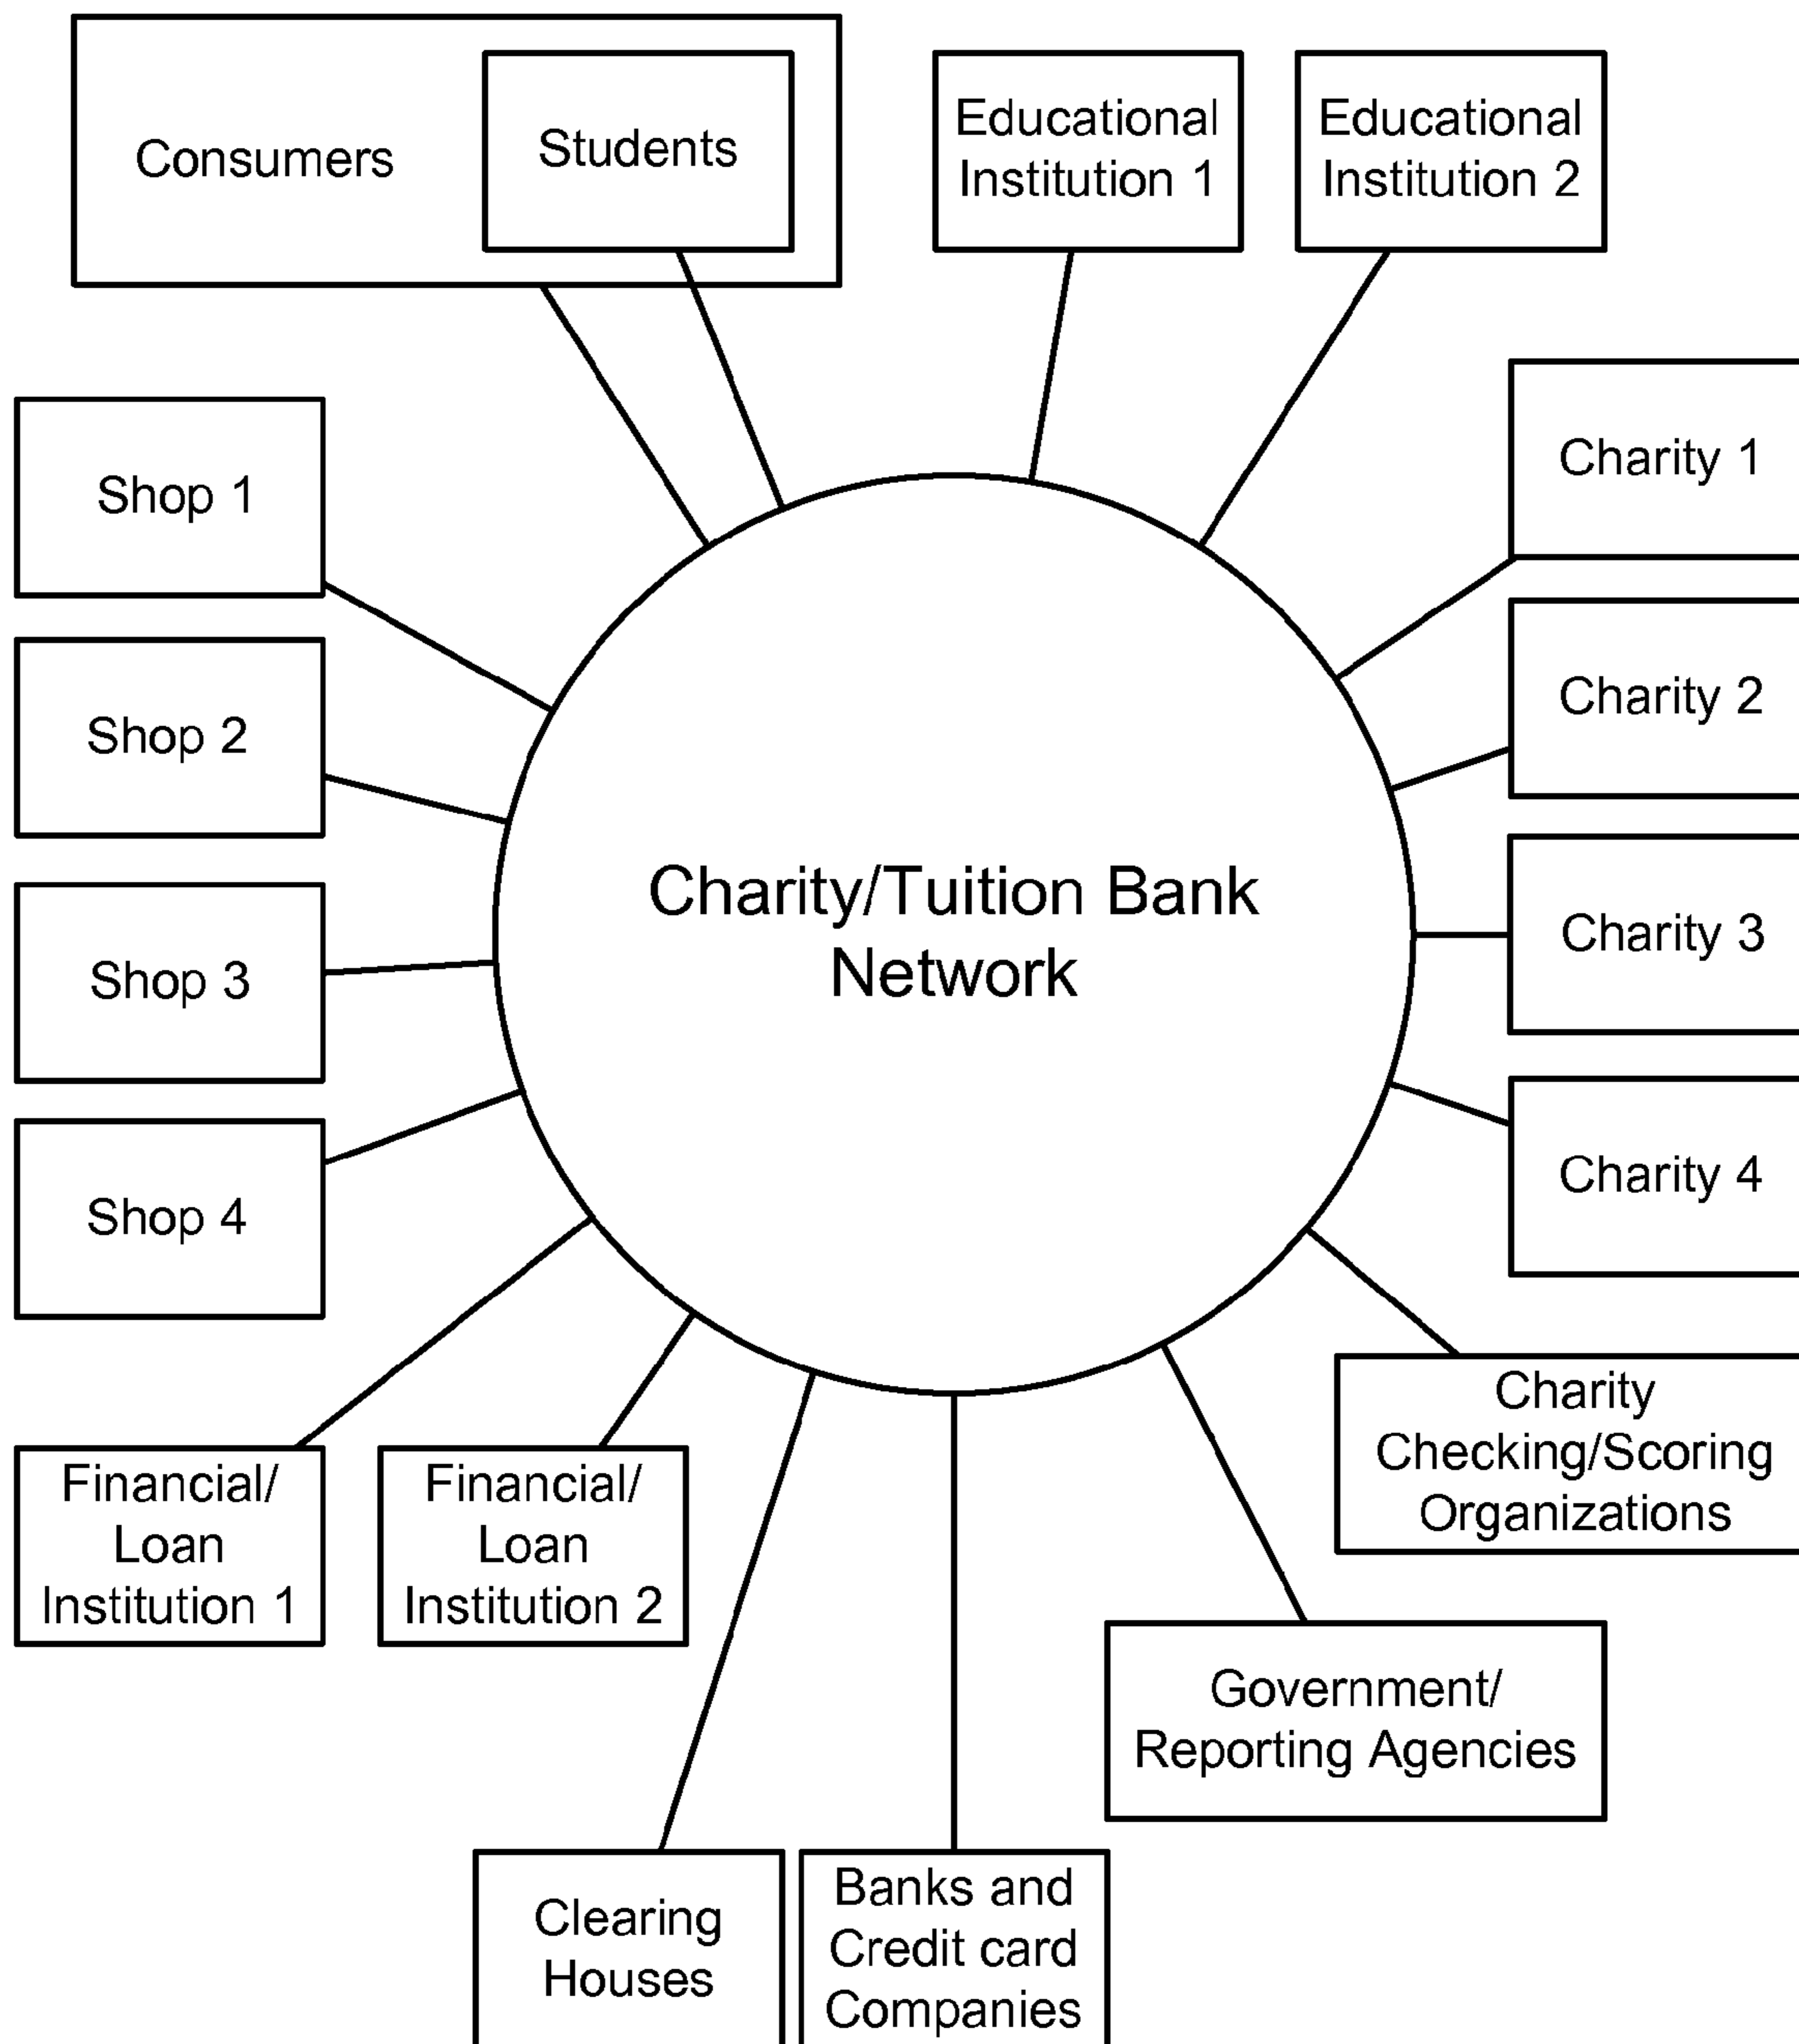 Consumers
Students
Educational
Institution 1
Educational
Institution 2
Shop 1
Shop 2
Shop 3
Shop 4
Charity/Tuition Bank
Network
Charity 1
Charity 2
Charity 3
Charity 4
Financial/
Loan
Institution 1
Financial/
Loan
Institution 2
Charity
Checking/Scoring
Organizations
Government/
Reporting Agencies
Clearing
Houses
Banks and
Credit card
Companies